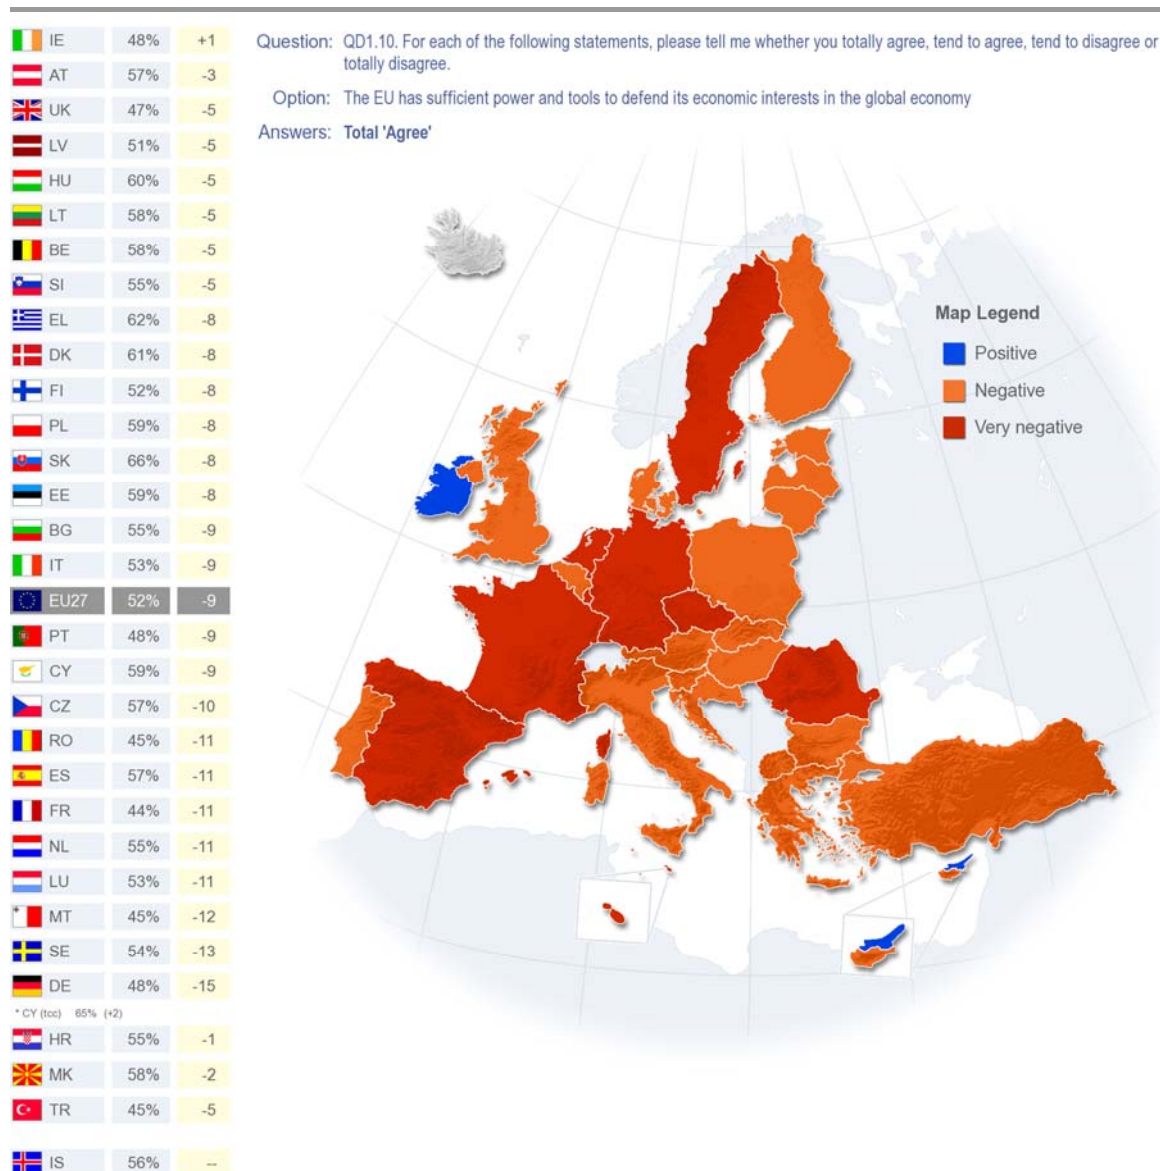 IE 48% +1
AT 57% -3
UK 47% -5
LV 51% -5
HU 60% -5
LT 58% -5
BE 58% -5
SI 55% -5
EL 62% -8
DK 61% -8
FI 52% -8
PL 59% -8
SK 66% -8
EE 59% -8
BG 55% -9
IT 53% -9
EU27 52% -9
PT 48% -9
CY 59% -9
CZ 57% -10
RO 45% -11
ES 57% -11
FR 44% -11
NL 55% -11
LU 53% -11
MT 45% -12
SE 54% -13
DE 48% -15
* CY (tcc) 65% (+2)
HR 55% -1
MK 58% -2
TR 45% -5
IS 56% --
Question: QD1.10. For each of the following statements, please tell me whether you totally agree, tend to agree, tend to disagree or
totally disagree.
Option: The EU has sufficient power and tools to defend its economic interests in the global economy
Answers: Total 'Agree'
Map Legend
Positive
Negative
Very negative